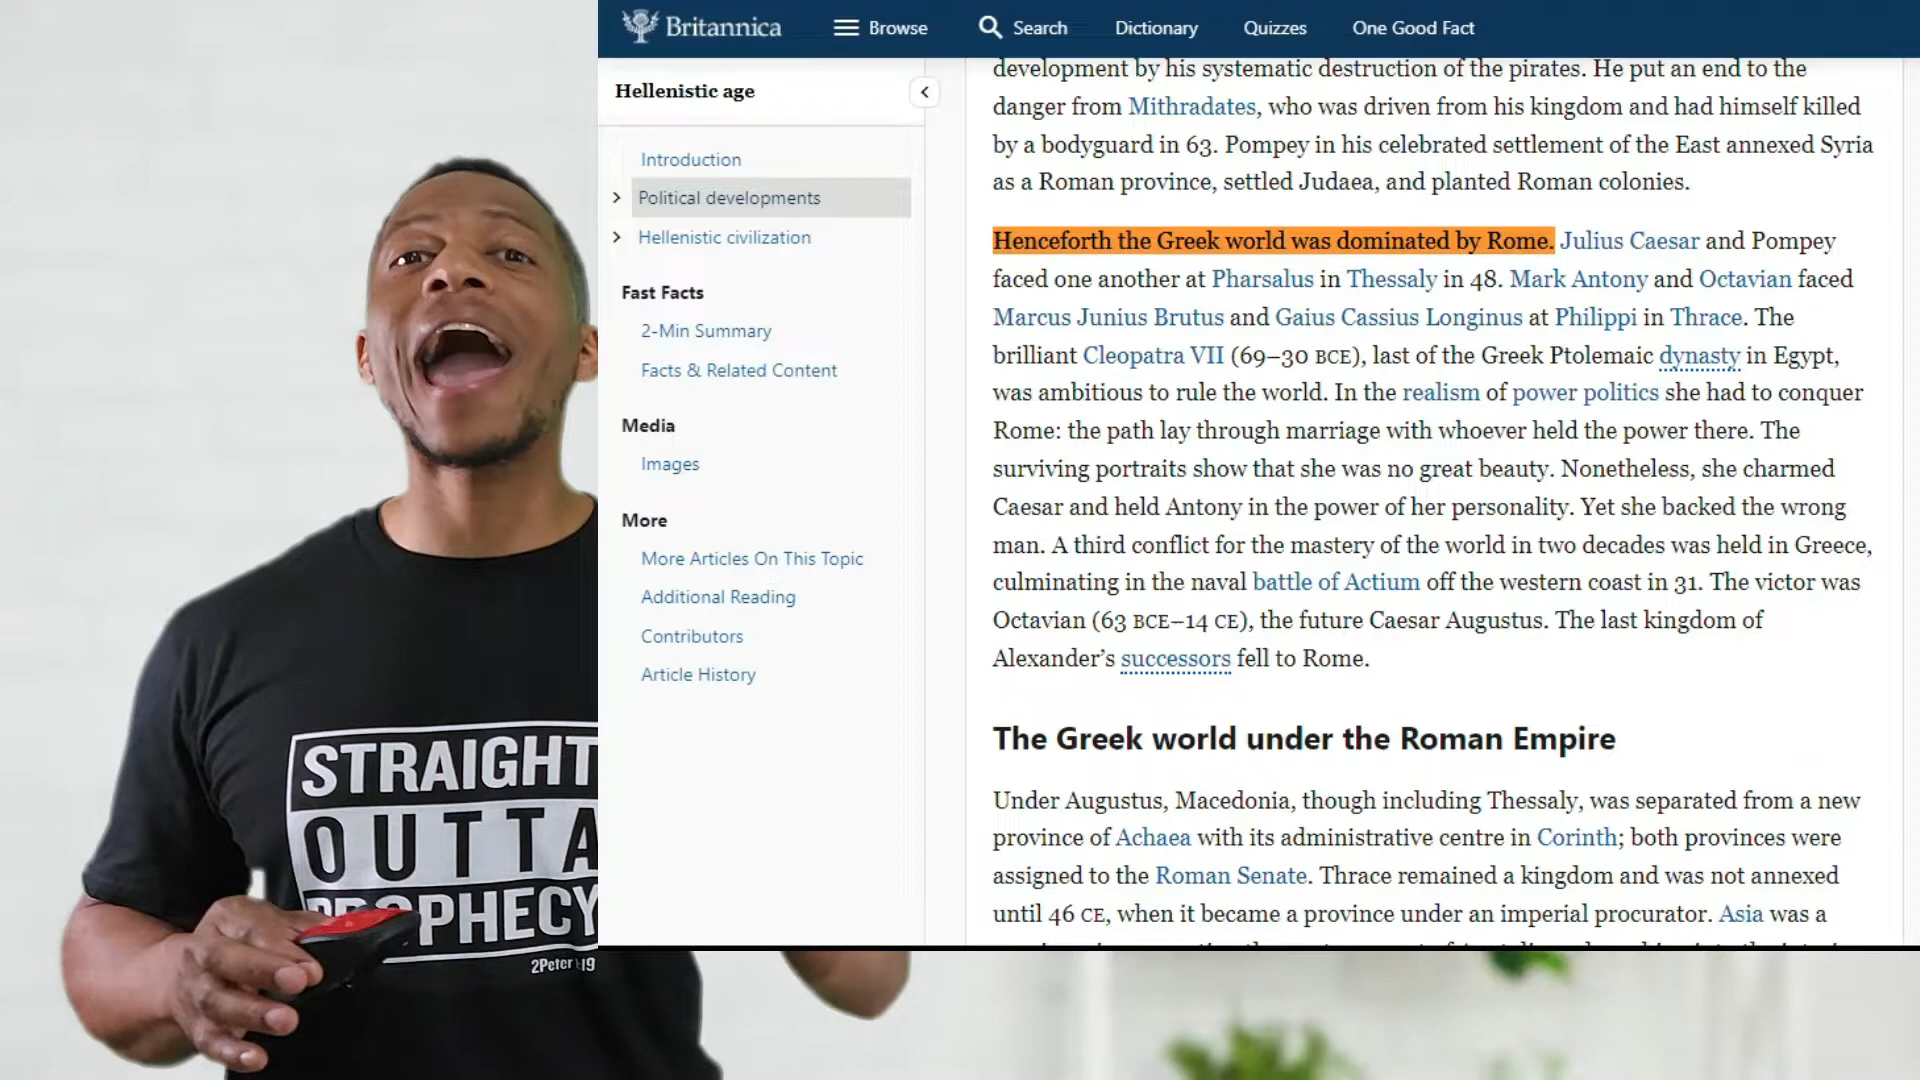 Britannica
Browse
Search
Dictionary
Quizzes
One Good Fact
Hellenistic age
Introduction
Political developments
Hellenistic civilization
Fast Facts
2-Min Summary
Facts & Related Content
Media
Images
More
More Articles On This Topic
Additional Reading
Contributors
Article History
development by his systematic destruction of the pirates. He put an end to the
danger from Mithradates, who was driven from his kingdom and had himself killed
by a bodyguard in 63. Pompey in his celebrated settlement of the East annexed Syria
as a Roman province, settled Judaea, and planted Roman colonies.
Henceforth the Greek world was dominated by Rome. Julius Caesar and Pompey
faced one another at Pharsalus in Thessaly in 48. Mark Antony and Octavian faced
Marcus Junius Brutus and Gaius Cassius Longinus at Philippi in Thrace. The
brilliant Cleopatra VII (69–30 BCE), last of the Greek Ptolemaic dynasty in Egypt,
was ambitious to rule the world. In the realism of power politics she had to conquer
Rome: the path lay through marriage with whoever held the power there. The
surviving portraits show that she was no great beauty. Nonetheless, she charmed
Caesar and held Antony in the power of her personality. Yet she backed the wrong
man. A third conflict for the mastery of the world in two decades was held in Greece,
culminating in the naval battle of Actium off the western coast in 31. The victor was
Octavian (63 BCE–14 CE), the future Caesar Augustus. The last kingdom of
Alexander’s successors fell to Rome.
The Greek world under the Roman Empire
Under Augustus, Macedonia, though including Thessaly, was separated from a new
province of Achaea with its administrative centre in Corinth; both provinces were
assigned to the Roman Senate. Thrace remained a kingdom and was not annexed
until 46 CE, when it became a province under an imperial procurator. Asia was a
STRAIGHT
OUTTA
PROPHECY
2Peter 1:19